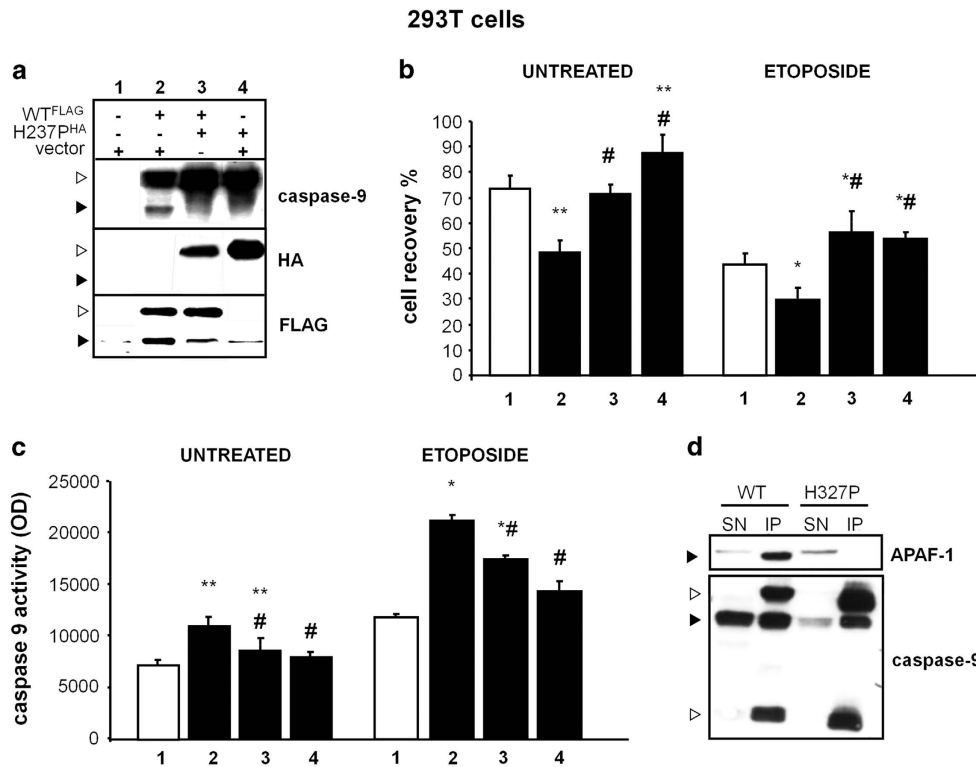 293T cells
a
1 2 3 4
WTFLAG - + + -
H237PHA - - + +
vector + + - +
caspase-9
HA
FLAG
b
UNTREATED ETOPOSIDE
cell recovery %
100
90
80
70
60
50
40
30
20
10
0
** # ** # * *# *#
1 2 3 4 1 2 3 4
c
UNTREATED ETOPOSIDE
caspase 9 activity (OD)
25000
20000
15000
10000
5000
0
** ** # # * *# #
1 2 3 4 1 2 3 4
d
WT H327P
SN IP SN IP
APAF-1
caspase-9